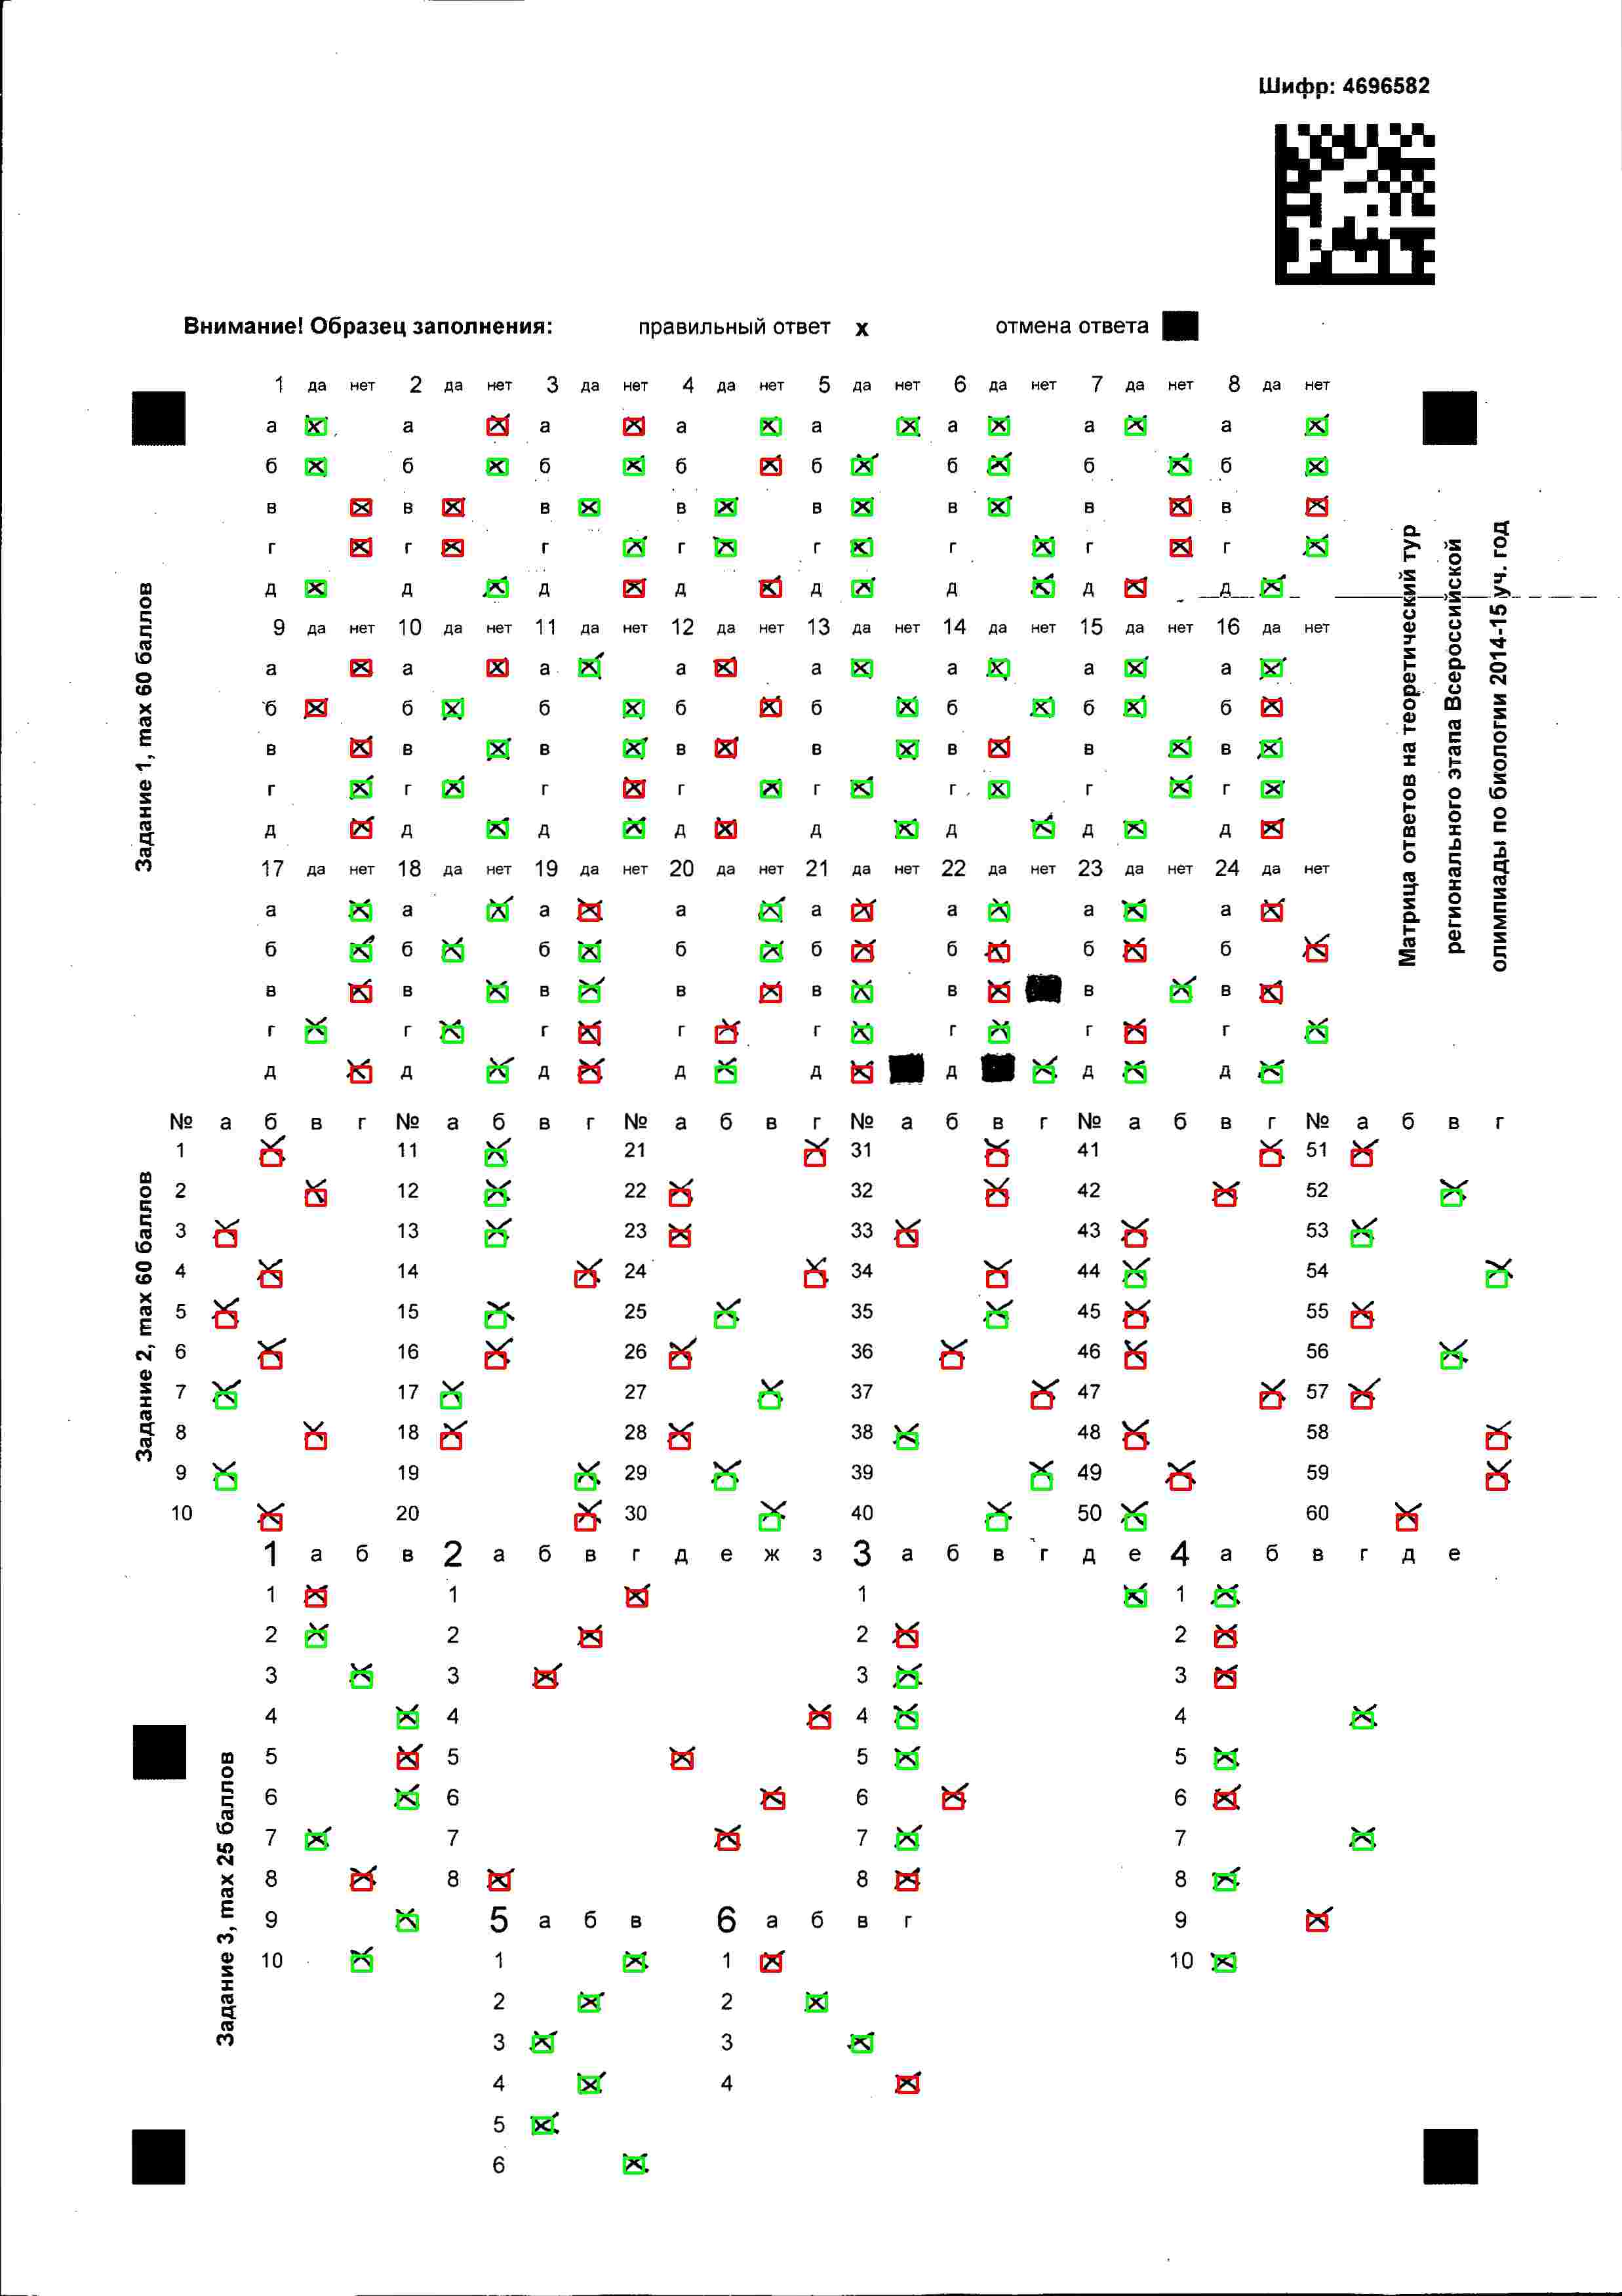 Шифр: 4696582
Внимание! Образец заполнения: правильный ответ x отмена ответа
1 да нет 2 да нет 3 да нет 4 да нет 5 да нет 6 да нет 7 да нет 8 да нет
а а а а а а а а
б б б б б б б б
в в в в в в в в
г г г г г г г г
д д д д д д д д
9 да нет 10 да нет 11 да нет 12 да нет 13 да нет 14 да нет 15 да нет 16 да нет
а а а а а а а а
б б б б б б б б
в в в в в в в в
г г г г г г г г
д д д д д д д д
17 да нет 18 да нет 19 да нет 20 да нет 21 да нет 22 да нет 23 да нет 24 да нет
а а а а а а а а
б б б б б б б б
в в в в в в в в
г г г г г г г г
д д д д д д д д
Задание 1, max 60 баллов
Матрица ответов на теоретический тур
регионального этапа Всероссийской
олимпиады по биологии 2014-15 уч. год
№ а б в г № а б в г № а б в г № а б в г № а б в г № а б в г
1 11 21 31 41 51
2 12 22 32 42 52
3 13 23 33 43 53
4 14 24 34 44 54
5 15 25 35 45 55
6 16 26 36 46 56
7 17 27 37 47 57
8 18 28 38 48 58
9 19 29 39 49 59
10 20 30 40 50 60
Задание 2, max 60 баллов
1 а б в 2 а б в г д е ж з 3 а б в г д е 4 а б в г д е
1 1 1 1
2 2 2 2
3 3 3 3
4 4 4 4
5 5 5 5
6 6 6 6
7 7 7 7
8 8 8 8
9 5 а б в 6 а б в г 9
10 1 1 10
2 2
3 3
4 4
5
6
Задание 3, max 25 баллов